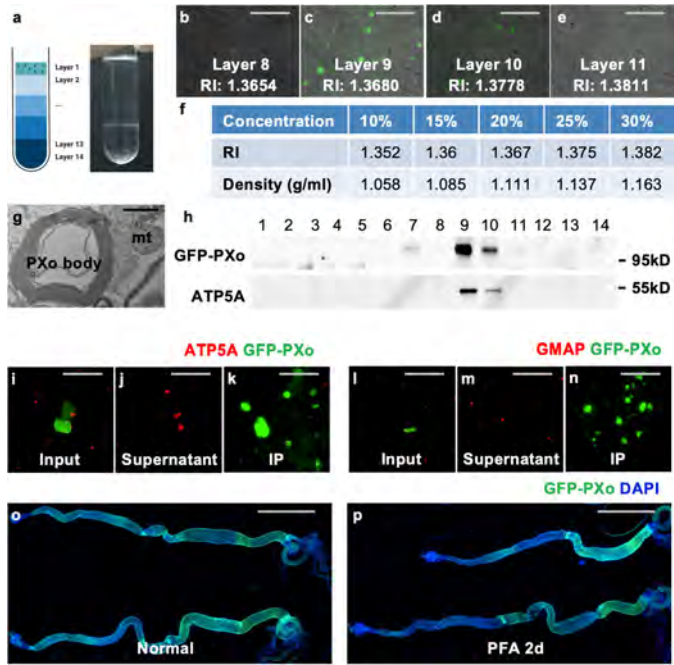 a
Layer 1
Layer 2
...
Layer 13
Layer 14
b
Layer 8
RI: 1.3654
c
Layer 9
RI: 1.3680
d
Layer 10
RI: 1.3778
e
Layer 11
RI: 1.3811
f
Concentration 10% 15% 20% 25% 30%
RI 1.352 1.36 1.367 1.375 1.382
Density (g/ml) 1.058 1.085 1.111 1.137 1.163
g
mt
PXo body
h
1 2 3 4 5 6 7 8 9 10 11 12 13 14
GFP-PXo
- 95kD
- 55kD
ATP5A
ATP5A GFP-PXo
GMAP GFP-PXo
i
Input
j
Supernatant
k
IP
l
Input
m
Supernatant
n
IP
GFP-PXo DAPI
o
Normal
p
PFA 2d